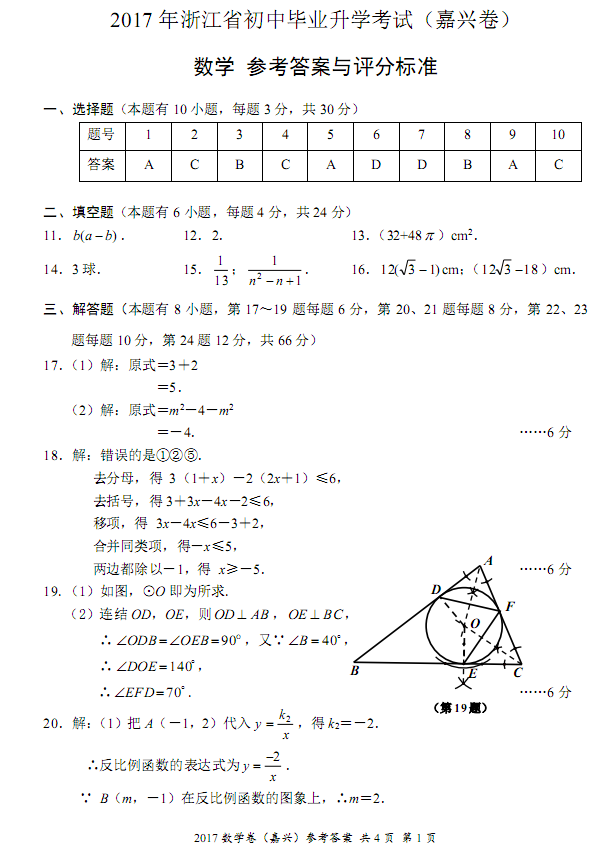 2017年浙江省初中毕业升学考试（嘉兴卷）
数学 参考答案与评分标准
一、选择题（本题有10小题，每题3分，共30分）
题号 1 2 3 4 5 6 7 8 9 10
答案 A C B C A D D B A C
二、填空题（本题有6小题，每题4分，共24分）
11．b(a－b)． 12．2． 13．（32+48π）cm²．
14．3球． 15．1/13；1/(n²－n＋1)． 16．12(√3－1)cm；（12√3－18）cm．
三、解答题（本题有8小题，第17～19题每题6分，第20、21题每题8分，第22、23
题每题10分，第24题12分，共66分）
17．（1）解：原式＝3＋2
＝5．
（2）解：原式＝m²－4－m²
＝－4． ……6分
18．解：错误的是①②⑤．
去分母，得 3（1＋x）－2（2x＋1）≤6，
去括号，得3＋3x－4x－2≤6，
移项，得 3x－4x≤6－3＋2，
合并同类项，得－x≤5，
两边都除以－1，得 x≥－5． ……6分
19．（1）如图，⊙O即为所求．
（2）连结OD，OE，则OD⊥AB，OE⊥BC，
∴∠ODB＝∠OEB＝90°，又∵∠B＝40°，
∴∠DOE＝140°，
∴∠EFD＝70°． ……6分
A
D
F
O
B
E
C
（第19题）
20．解：（1）把A（－1，2）代入y＝k₂/x，得k₂＝－2．
∴反比例函数的表达式为y＝－2/x．
∵ B（m，－1）在反比例函数的图象上，∴m＝2．
2017数学卷（嘉兴）参考答案 共4页 第1页